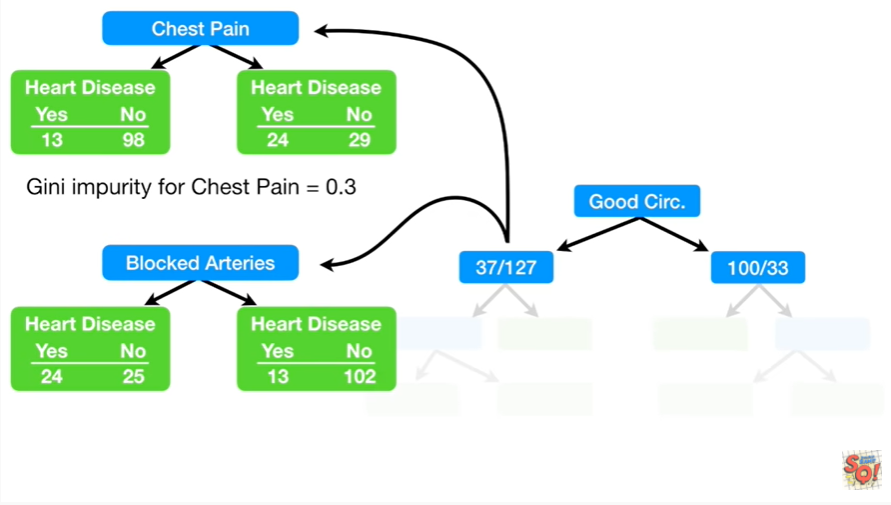 Chest Pain
Heart Disease
Yes No
13 98
Heart Disease
Yes No
24 29
Gini impurity for Chest Pain = 0.3
Good Circ.
37/127
100/33
Blocked Arteries
Heart Disease
Yes No
24 25
Heart Disease
Yes No
13 102
SQ!